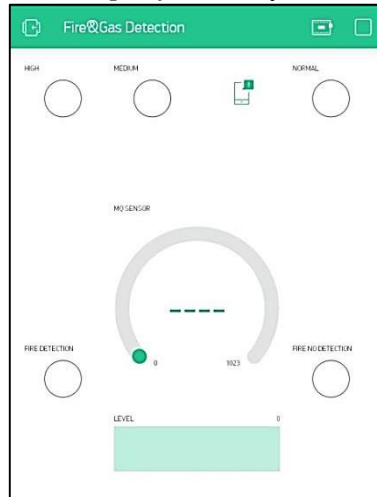 Fire&Gas Detection
HIGH
MEDIUM
NORMAL
MQ SENSOR
----
0
1023
FIRE DETECTION
FIRE NO DETECTION
LEVEL
0